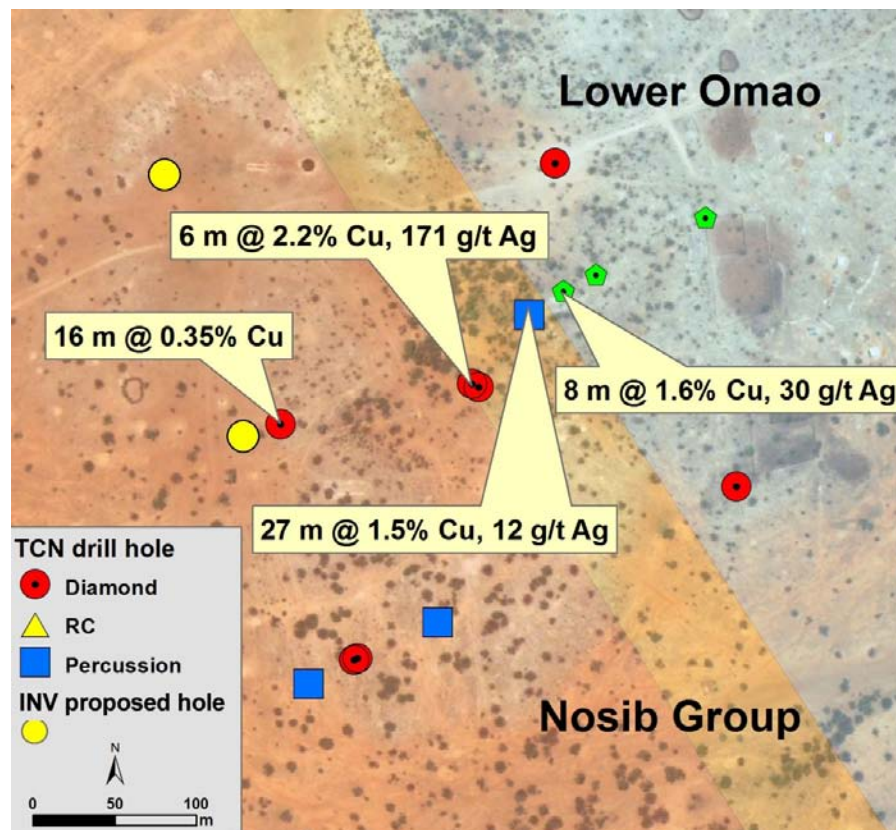 Lower Omao
6 m @ 2.2% Cu, 171 g/t Ag
16 m @ 0.35% Cu
8 m @ 1.6% Cu, 30 g/t Ag
27 m @ 1.5% Cu, 12 g/t Ag
Nosib Group
TCN drill hole
Diamond
RC
Percussion
INV proposed hole
N
0 50 100
m